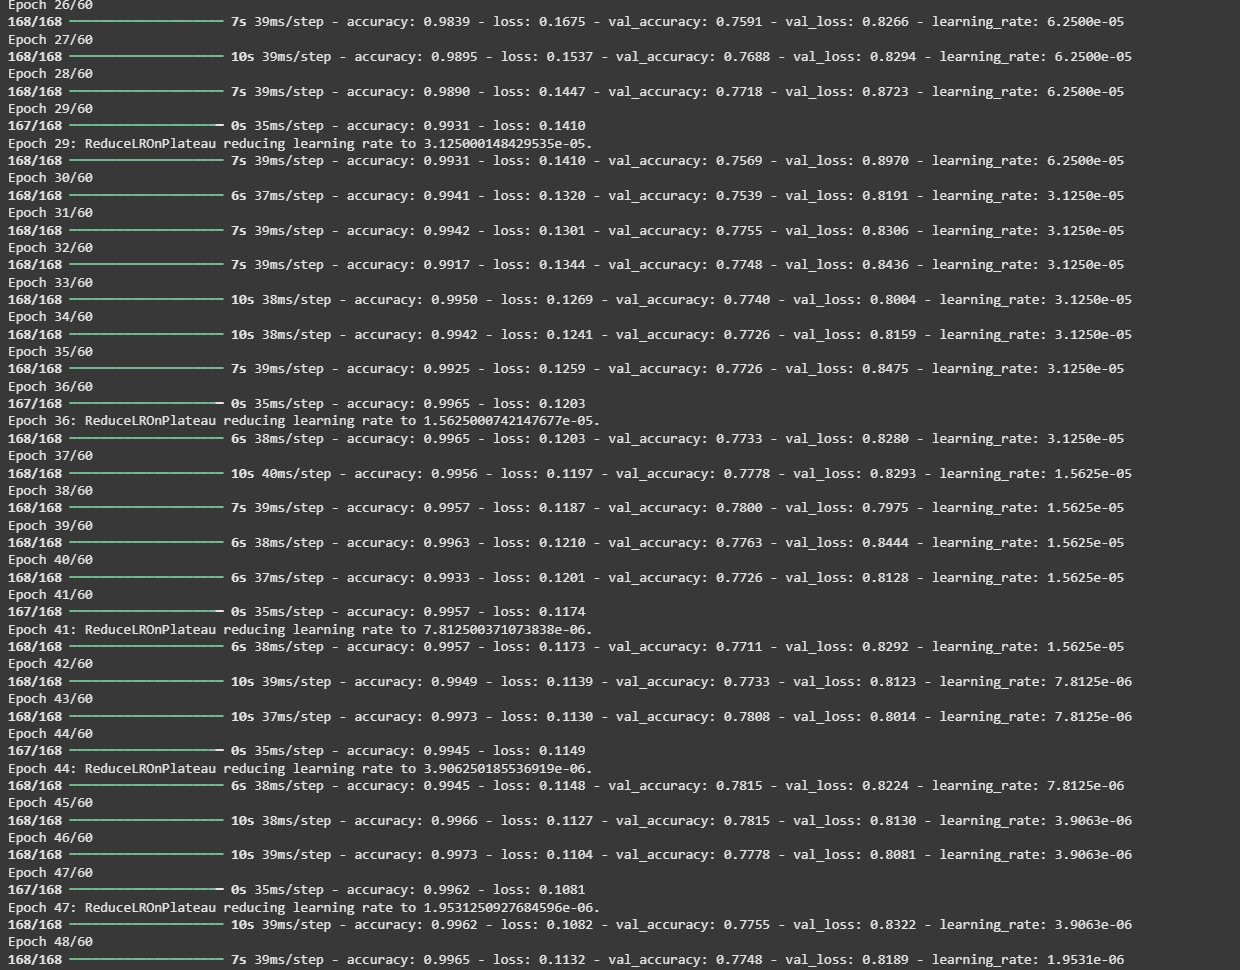 Epoch 26/60
168/168 ━━━━━━━━━━━━━━━━━━━━ 7s 39ms/step - accuracy: 0.9839 - loss: 0.1675 - val_accuracy: 0.7591 - val_loss: 0.8266 - learning_rate: 6.2500e-05
Epoch 27/60
168/168 ━━━━━━━━━━━━━━━━━━━━ 10s 39ms/step - accuracy: 0.9895 - loss: 0.1537 - val_accuracy: 0.7688 - val_loss: 0.8294 - learning_rate: 6.2500e-05
Epoch 28/60
168/168 ━━━━━━━━━━━━━━━━━━━━ 7s 39ms/step - accuracy: 0.9890 - loss: 0.1447 - val_accuracy: 0.7718 - val_loss: 0.8723 - learning_rate: 6.2500e-05
Epoch 29/60
167/168 ━━━━━━━━━━━━━━━━━━━━ 0s 35ms/step - accuracy: 0.9931 - loss: 0.1410
Epoch 29: ReduceLROnPlateau reducing learning rate to 3.125000148429535e-05.
168/168 ━━━━━━━━━━━━━━━━━━━━ 7s 39ms/step - accuracy: 0.9931 - loss: 0.1410 - val_accuracy: 0.7569 - val_loss: 0.8970 - learning_rate: 6.2500e-05
Epoch 30/60
168/168 ━━━━━━━━━━━━━━━━━━━━ 6s 37ms/step - accuracy: 0.9941 - loss: 0.1320 - val_accuracy: 0.7539 - val_loss: 0.8191 - learning_rate: 3.1250e-05
Epoch 31/60
168/168 ━━━━━━━━━━━━━━━━━━━━ 7s 39ms/step - accuracy: 0.9942 - loss: 0.1301 - val_accuracy: 0.7755 - val_loss: 0.8306 - learning_rate: 3.1250e-05
Epoch 32/60
168/168 ━━━━━━━━━━━━━━━━━━━━ 7s 39ms/step - accuracy: 0.9917 - loss: 0.1344 - val_accuracy: 0.7748 - val_loss: 0.8436 - learning_rate: 3.1250e-05
Epoch 33/60
168/168 ━━━━━━━━━━━━━━━━━━━━ 10s 38ms/step - accuracy: 0.9950 - loss: 0.1269 - val_accuracy: 0.7740 - val_loss: 0.8004 - learning_rate: 3.1250e-05
Epoch 34/60
168/168 ━━━━━━━━━━━━━━━━━━━━ 10s 38ms/step - accuracy: 0.9942 - loss: 0.1241 - val_accuracy: 0.7726 - val_loss: 0.8159 - learning_rate: 3.1250e-05
Epoch 35/60
168/168 ━━━━━━━━━━━━━━━━━━━━ 7s 39ms/step - accuracy: 0.9925 - loss: 0.1259 - val_accuracy: 0.7726 - val_loss: 0.8475 - learning_rate: 3.1250e-05
Epoch 36/60
167/168 ━━━━━━━━━━━━━━━━━━━━ 0s 35ms/step - accuracy: 0.9965 - loss: 0.1203
Epoch 36: ReduceLROnPlateau reducing learning rate to 1.5625000742147677e-05.
168/168 ━━━━━━━━━━━━━━━━━━━━ 6s 38ms/step - accuracy: 0.9965 - loss: 0.1203 - val_accuracy: 0.7733 - val_loss: 0.8280 - learning_rate: 3.1250e-05
Epoch 37/60
168/168 ━━━━━━━━━━━━━━━━━━━━ 10s 40ms/step - accuracy: 0.9956 - loss: 0.1197 - val_accuracy: 0.7778 - val_loss: 0.8293 - learning_rate: 1.5625e-05
Epoch 38/60
168/168 ━━━━━━━━━━━━━━━━━━━━ 7s 39ms/step - accuracy: 0.9957 - loss: 0.1187 - val_accuracy: 0.7800 - val_loss: 0.7975 - learning_rate: 1.5625e-05
Epoch 39/60
168/168 ━━━━━━━━━━━━━━━━━━━━ 6s 38ms/step - accuracy: 0.9963 - loss: 0.1210 - val_accuracy: 0.7763 - val_loss: 0.8444 - learning_rate: 1.5625e-05
Epoch 40/60
168/168 ━━━━━━━━━━━━━━━━━━━━ 6s 37ms/step - accuracy: 0.9933 - loss: 0.1201 - val_accuracy: 0.7726 - val_loss: 0.8128 - learning_rate: 1.5625e-05
Epoch 41/60
167/168 ━━━━━━━━━━━━━━━━━━━━ 0s 35ms/step - accuracy: 0.9957 - loss: 0.1174
Epoch 41: ReduceLROnPlateau reducing learning rate to 7.812500371073838e-06.
168/168 ━━━━━━━━━━━━━━━━━━━━ 6s 38ms/step - accuracy: 0.9957 - loss: 0.1173 - val_accuracy: 0.7711 - val_loss: 0.8292 - learning_rate: 1.5625e-05
Epoch 42/60
168/168 ━━━━━━━━━━━━━━━━━━━━ 10s 39ms/step - accuracy: 0.9949 - loss: 0.1139 - val_accuracy: 0.7733 - val_loss: 0.8123 - learning_rate: 7.8125e-06
Epoch 43/60
168/168 ━━━━━━━━━━━━━━━━━━━━ 10s 37ms/step - accuracy: 0.9973 - loss: 0.1130 - val_accuracy: 0.7808 - val_loss: 0.8014 - learning_rate: 7.8125e-06
Epoch 44/60
167/168 ━━━━━━━━━━━━━━━━━━━━ 0s 35ms/step - accuracy: 0.9945 - loss: 0.1149
Epoch 44: ReduceLROnPlateau reducing learning rate to 3.906250185536919e-06.
168/168 ━━━━━━━━━━━━━━━━━━━━ 6s 38ms/step - accuracy: 0.9945 - loss: 0.1148 - val_accuracy: 0.7815 - val_loss: 0.8224 - learning_rate: 7.8125e-06
Epoch 45/60
168/168 ━━━━━━━━━━━━━━━━━━━━ 10s 38ms/step - accuracy: 0.9966 - loss: 0.1127 - val_accuracy: 0.7815 - val_loss: 0.8130 - learning_rate: 3.9063e-06
Epoch 46/60
168/168 ━━━━━━━━━━━━━━━━━━━━ 10s 39ms/step - accuracy: 0.9973 - loss: 0.1104 - val_accuracy: 0.7778 - val_loss: 0.8081 - learning_rate: 3.9063e-06
Epoch 47/60
167/168 ━━━━━━━━━━━━━━━━━━━━ 0s 35ms/step - accuracy: 0.9962 - loss: 0.1081
Epoch 47: ReduceLROnPlateau reducing learning rate to 1.9531250927684596e-06.
168/168 ━━━━━━━━━━━━━━━━━━━━ 10s 39ms/step - accuracy: 0.9962 - loss: 0.1082 - val_accuracy: 0.7755 - val_loss: 0.8322 - learning_rate: 3.9063e-06
Epoch 48/60
168/168 ━━━━━━━━━━━━━━━━━━━━ 7s 39ms/step - accuracy: 0.9965 - loss: 0.1132 - val_accuracy: 0.7748 - val_loss: 0.8189 - learning_rate: 1.9531e-06